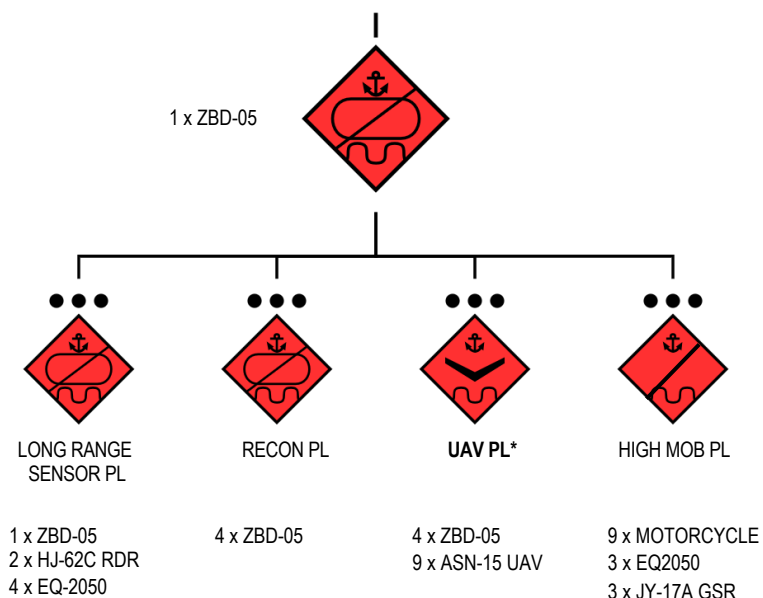 1 x ZBD-05
LONG RANGE
SENSOR PL
RECON PL
UAV PL*
HIGH MOB PL
1 x ZBD-05
2 x HJ-62C RDR
4 x EQ-2050
4 x ZBD-05
4 x ZBD-05
9 x ASN-15 UAV
9 x MOTORCYCLE
3 x EQ2050
3 x JY-17A GSR